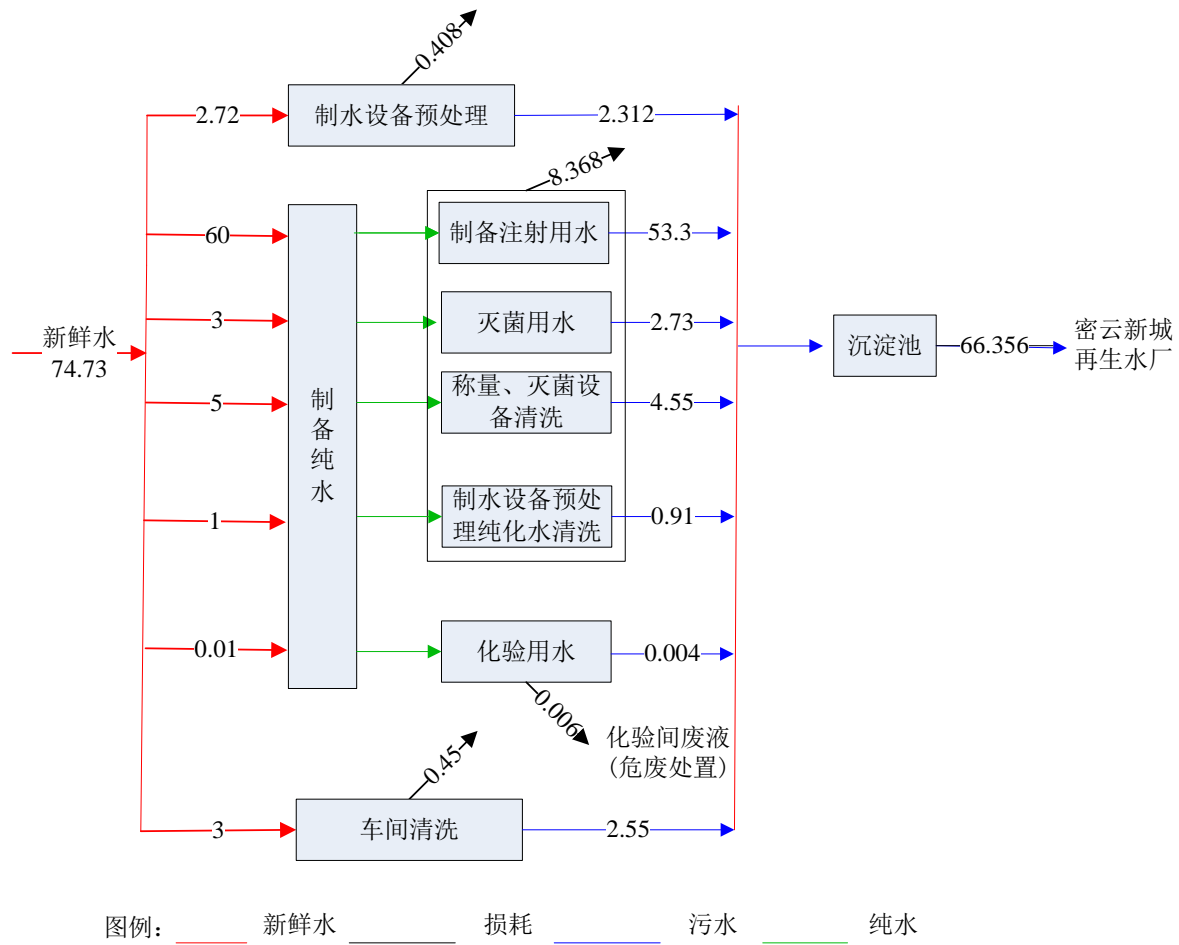 0.408
2.72
制水设备预处理
2.312
8.368
60
制备注射用水
53.3
3
灭菌用水
2.73
新鲜水
74.73
沉淀池
66.356
密云新城
再生水厂
5
制备纯水
称量、灭菌设
备清洗
4.55
1
制水设备预处
理纯化水清洗
0.91
0.01
化验用水
0.004
0.006
化验间废液
(危废处置)
0.45
3
车间清洗
2.55
图例: 新鲜水 损耗 污水 纯水